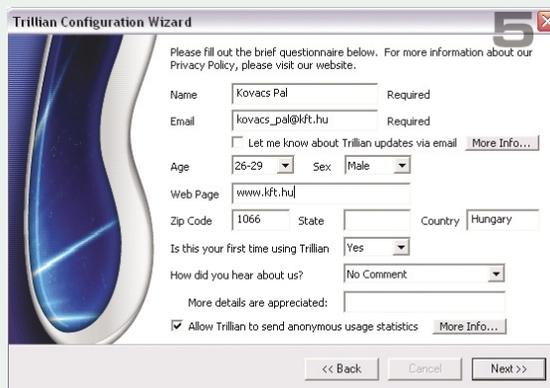 Trillian Configuration Wizard
5
Please fill out the brief questionnaire below. For more information about our
Privacy Policy, please visit our website.
Name Kovacs Pal Required
Email kovacs_pal@kft.hu Required
Let me know about Trillian updates via email More Info...
Age 26-29 Sex Male
Web Page www.kft.hu
Zip Code 1066 State Country Hungary
Is this your first time using Trillian Yes
How did you hear about us? No Comment
More details are appreciated:
Allow Trillian to send anonymous usage statistics More Info...
<< Back Cancel Next >>